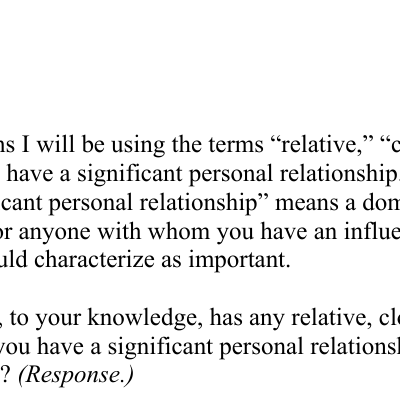 ns I will be using the terms “relative,” “c
have a significant personal relationship,
cant personal relationship” means a dom
or anyone with whom you have an influe
uld characterize as important.
, to your knowledge, has any relative, clo
you have a significant personal relations
? (Response.)